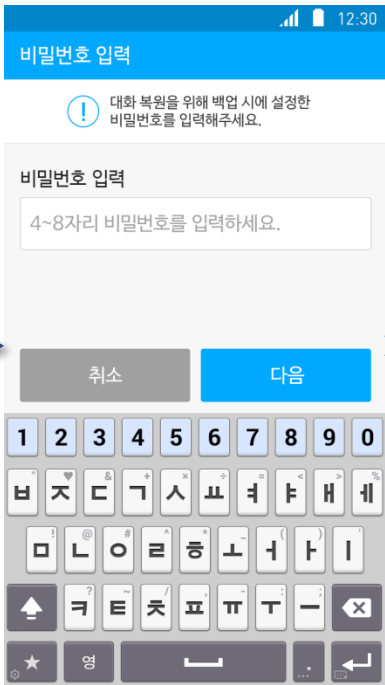 12:30
비밀번호 입력
대화 복원을 위해 백업 시에 설정한
비밀번호를 입력해주세요.
비밀번호 입력
4~8자리 비밀번호를 입력하세요.
취소 다음
1 2 3 4 5 6 7 8 9 0
ㅂ ㅈ ㄷ ㄱ ㅅ ㅛ ㅕ ㅑ ㅐ ㅔ
ㅁ ㄴ ㅇ ㄹ ㅎ ㅗ ㅓ ㅏ ㅣ
ㅋ ㅌ ㅊ ㅍ ㅠ ㅜ ㅡ
영 .